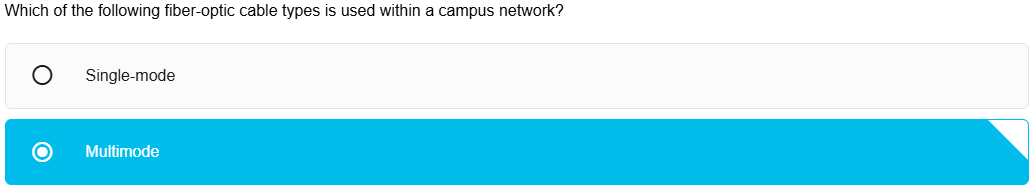 Which of the following fiber-optic cable types is used within a campus network?
Single-mode
Multimode